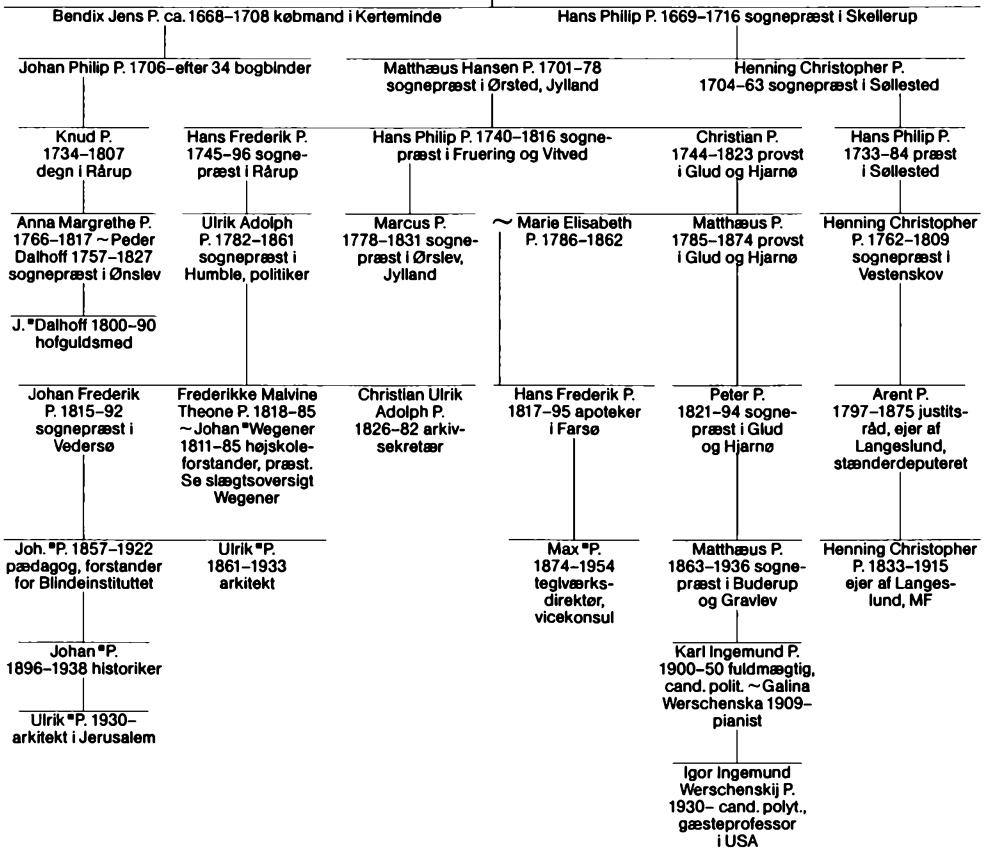 Bendix Jens P. ca. 1668–1708 købmand i Kerteminde
Hans Philip P. 1669–1716 sognepræst i Skellerup
Johan Philip P. 1706–efter 34 bogbinder
Matthæus Hansen P. 1701–78
sognepræst i Ørsted, Jylland
Henning Christopher P.
1704–63 sognepræst i Søllested
Knud P.
1734–1807
degn i Rårup
Hans Frederik P.
1745–96 sogne-
præst i Rårup
Hans Philip P. 1740–1816 sogne-
præst i Fruering og Vitved
Christian P.
1744–1823 provst
i Glud og Hjarnø
Hans Philip P.
1733–84 præst
i Søllested
Anna Margrethe P.
1766–1817 ~Peder
Dalhoff 1757–1827
sognepræst i Ønslev
Ulrik Adolph
P. 1782–1861
sognepræst i
Humble, politiker
Marcus P.
1778–1831 sogne-
præst i Ørslev,
Jylland
~ Marie Elisabeth
P. 1786–1862
Matthæus P.
1785–1874 provst
i Glud og Hjarnø
Henning Christopher
P. 1762–1809
sognepræst i
Vestenskov
J. *Dalhoff 1800–90
hofguldsmed
Johan Frederik
P. 1815–92
sognepræst i
Vedersø
Frederikke Malvine
Theone P. 1818–85
~Johan *Wegener
1811–85 højskole-
forstander, præst.
Se slægtsoversigt
Wegener
Christian Ulrik
Adolph P.
1826–82 arkiv-
sekretær
Hans Frederik P.
1817–95 apoteker
i Farsø
Peter P.
1821–94 sogne-
præst i Glud
og Hjarnø
Arent P.
1797–1875 justits-
råd, ejer af
Langeslund,
stænderdeputeret
Joh. *P. 1857–1922
pædagog, forstander
for Blindeinstituttet
Ulrik *P.
1861–1933
arkitekt
Max *P.
1874–1954
teglværks-
direktør,
vicekonsul
Matthæus P.
1863–1936 sogne-
præst i Buderup
og Gravlev
Henning Christopher
P. 1833–1915
ejer af Langes-
lund, MF
Johan *P.
1896–1938 historiker
Karl Ingemund P.
1900–50 fuldmægtig,
cand. polit. ~Galina
Werschenska 1909–
pianist
Ulrik *P. 1930–
arkitekt i Jerusalem
Igor Ingemund
Werschenskij P.
1930– cand. polyt.,
gæsteprofessor
i USA